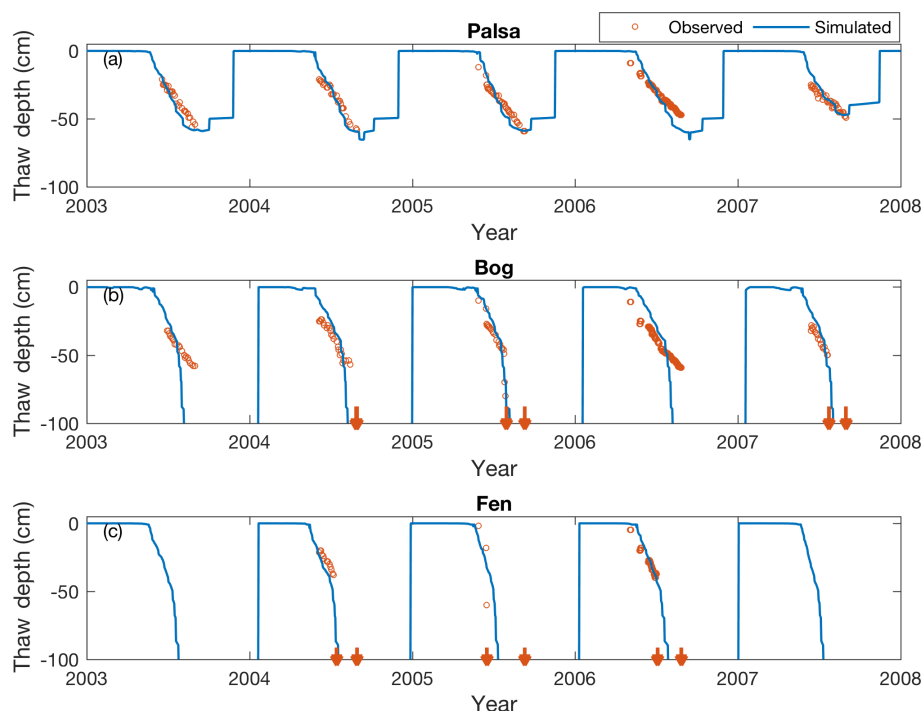 Palsa
Observed
Simulated
(a)
Thaw depth (cm)
0
-50
-100
2003
2004
2005
2006
2007
2008
Year
Bog
(b)
Thaw depth (cm)
0
-50
-100
2003
2004
2005
2006
2007
2008
Year
Fen
(c)
Thaw depth (cm)
0
-50
-100
2003
2004
2005
2006
2007
2008
Year